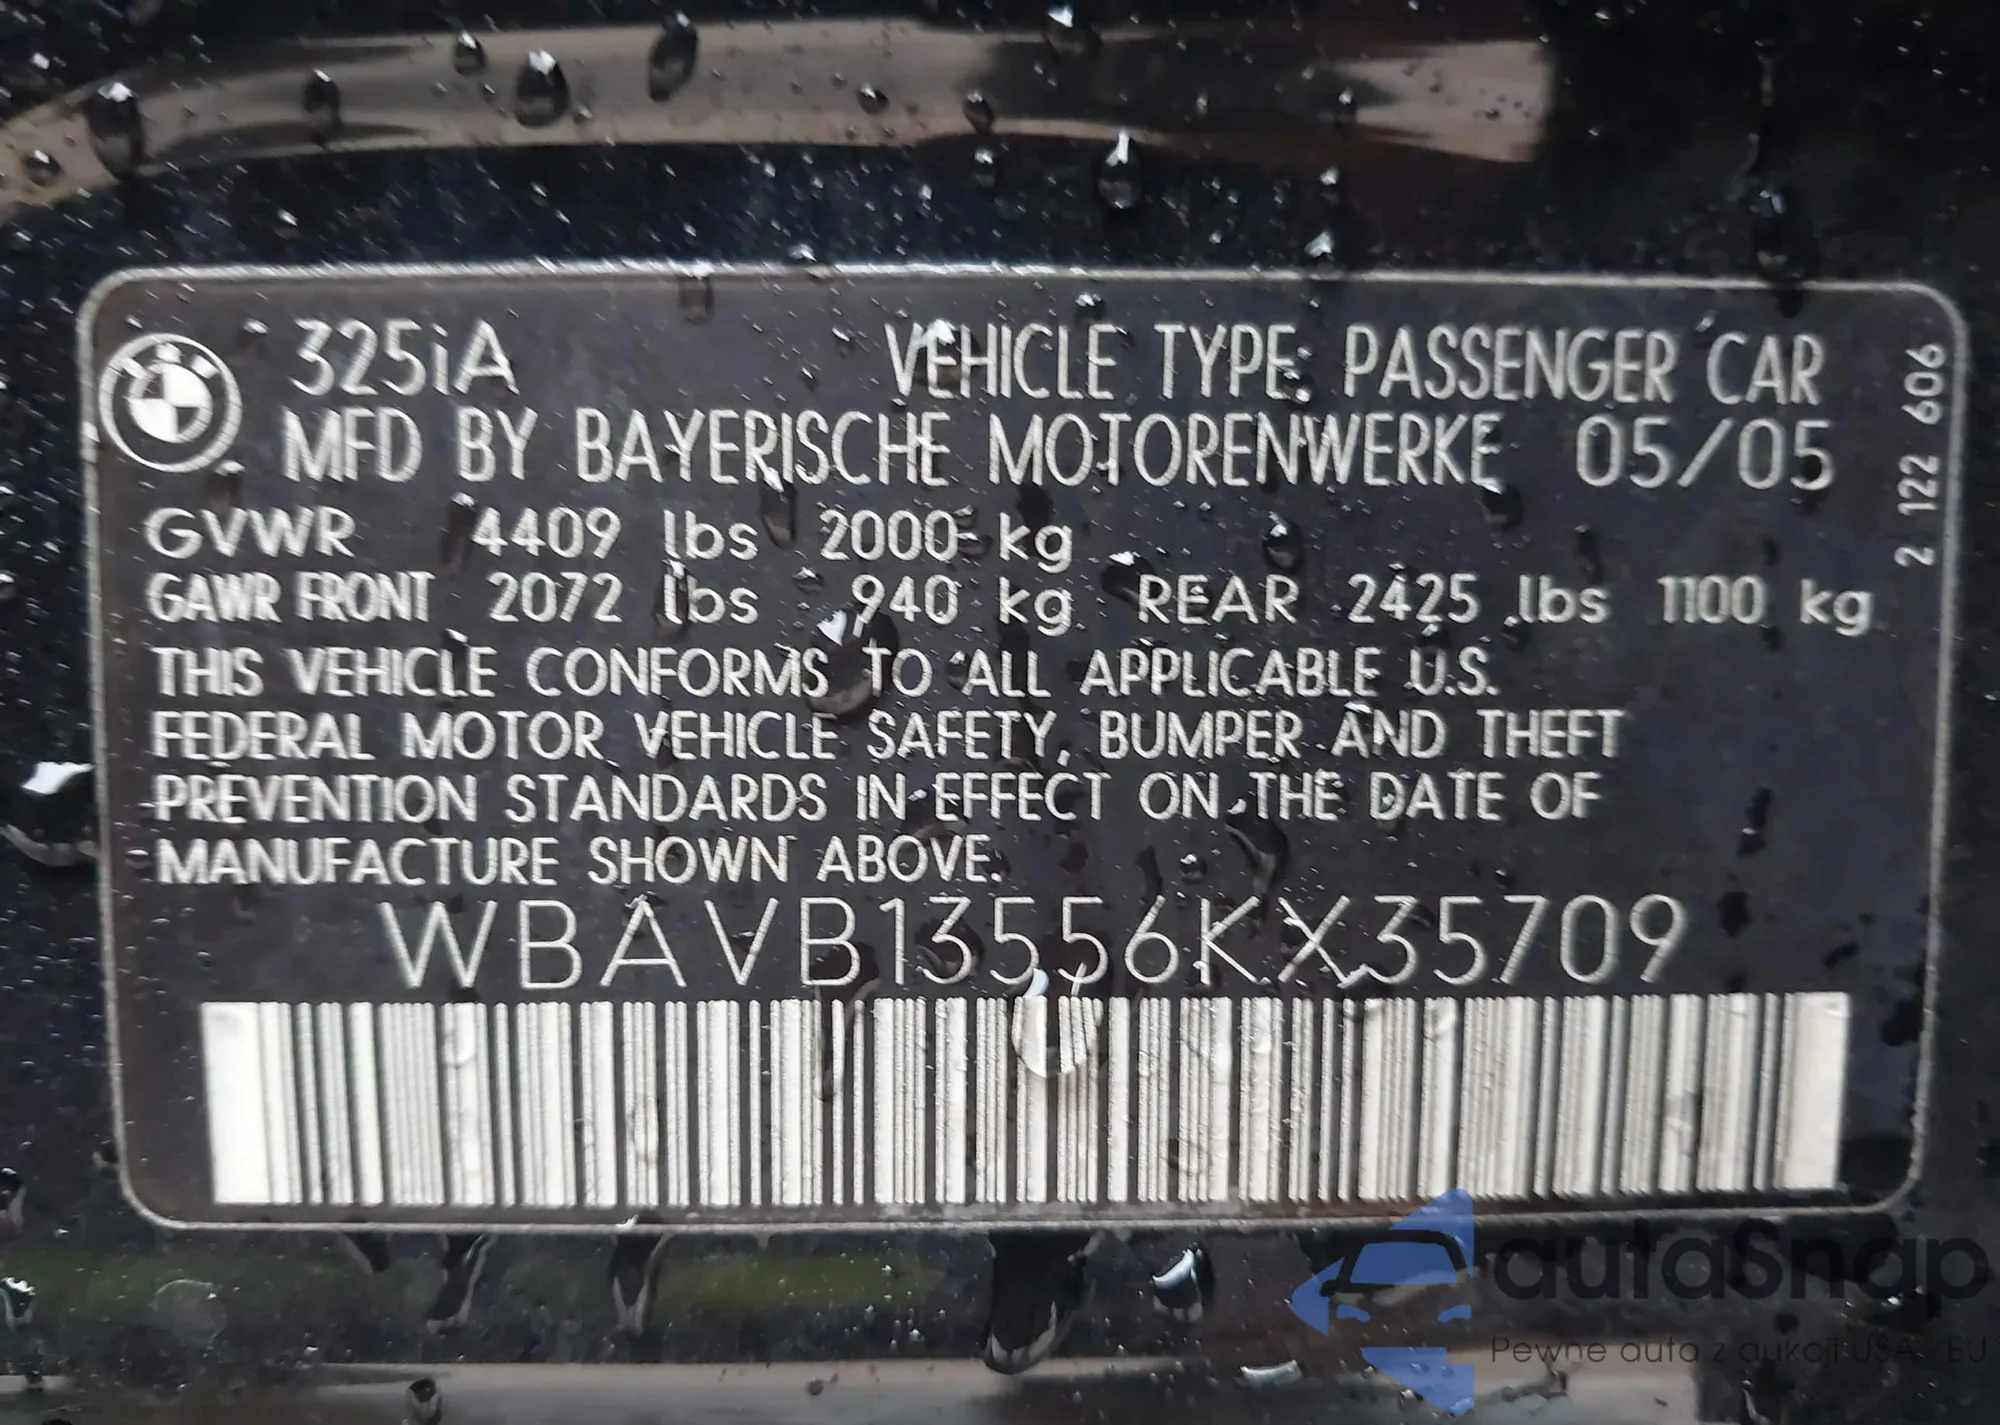 325iA VEHICLE TYPE: PASSENGER CAR
MFD BY BAYERISCHE MOTORENWERKE 05/05
GVWR 4409 lbs 2000 kg
GAWR FRONT 2072 lbs 940 kg REAR 2425 lbs 1100 kg
THIS VEHICLE CONFORMS TO ALL APPLICABLE U.S.
FEDERAL MOTOR VEHICLE SAFETY, BUMPER AND THEFT
PREVENTION STANDARDS IN EFFECT ON THE DATE OF
MANUFACTURE SHOWN ABOVE.
WBAVB13556KX35709
2 122 606
autaSnap
Pewne auta z aukcji USA / EU